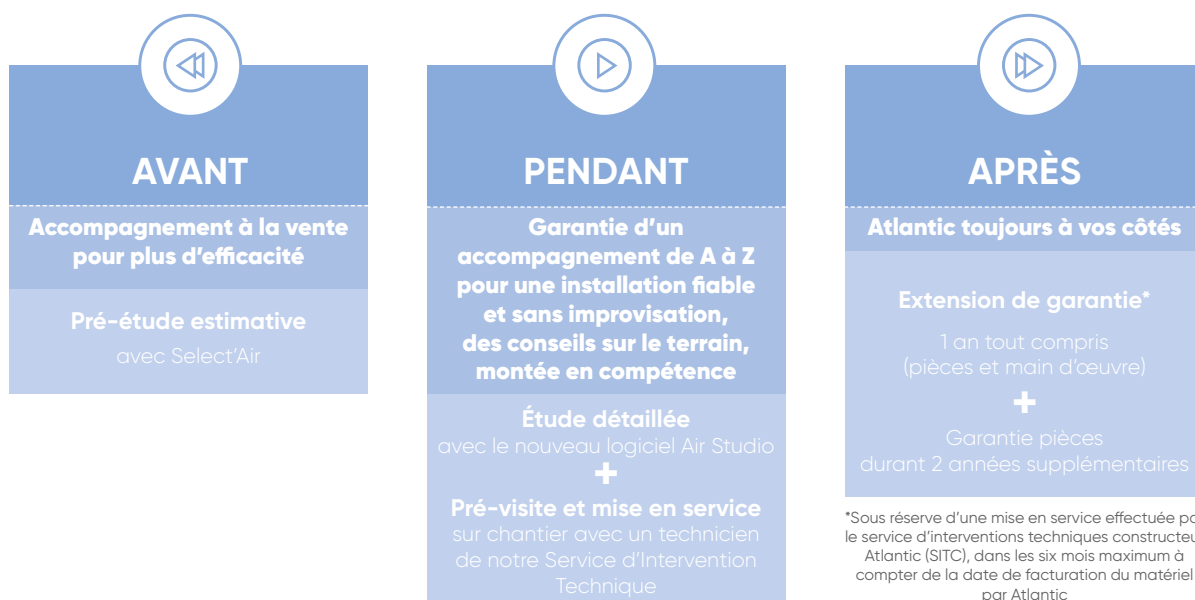 AVANT
Accompagnement à la vente
pour plus d'efficacité
Pré-étude estimative
avec Select'Air
PENDANT
Garantie d'un
accompagnement de A à Z
pour une installation fiable
et sans improvisation,
des conseils sur le terrain,
montée en compétence
Étude détaillée
avec le nouveau logiciel Air Studio
+
Pré-visite et mise en service
sur chantier avec un technicien
de notre Service d'Intervention
Technique
APRÈS
Atlantic toujours à vos côtés
Extension de garantie*
1 an tout compris
(pièces et main d'œuvre)
+
Garantie pièces
durant 2 années supplémentaires
*Sous réserve d'une mise en service effectuée
le service d'interventions techniques
Atlantic (SITC), dans les six mois maximum à
compter de la date de facturation du matériel
par Atlantic